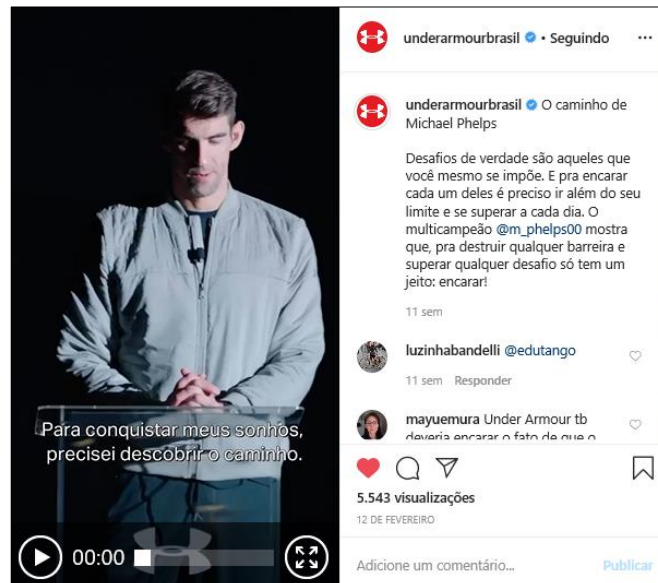 Para conquistar meus sonhos,
precisei descobrir o caminho.
00:00
underarmourbrasil • Seguindo ...
underarmourbrasil O caminho de
Michael Phelps
Desafios de verdade são aqueles que
você mesmo se impõe. E pra encarar
cada um deles é preciso ir além do seu
limite e se superar a cada dia. O
multicampeão @m_phelps00 mostra
que, pra destruir qualquer barreira e
superar qualquer desafio só tem um
jeito: encarar!
11 sem
luzinhabandelli @edutango
11 sem Responder
mayuemura Under Armour tb
deveria encarar o fato de que o
5.543 visualizações
12 DE FEVEREIRO
Adicione um comentário... Publicar